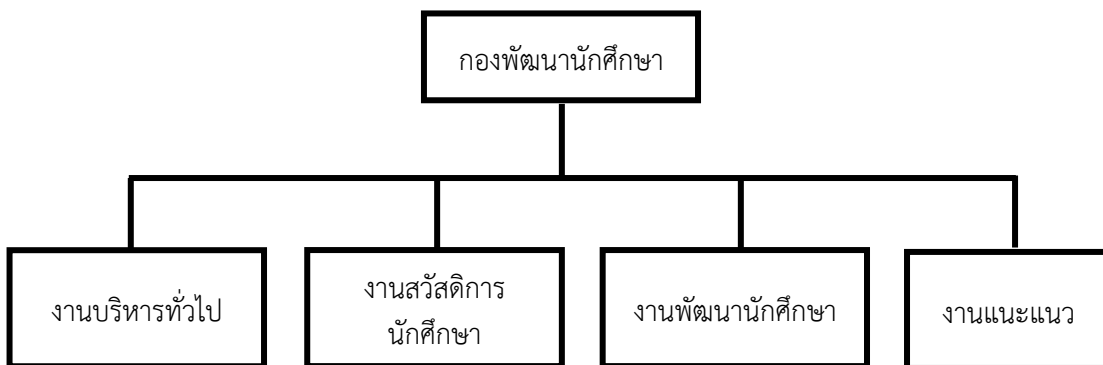 กองพัฒนานักศึกษา
งานบริหารทั่วไป
งานสวัสดิการ
นักศึกษา
งานพัฒนานักศึกษา
งานแนะแนว